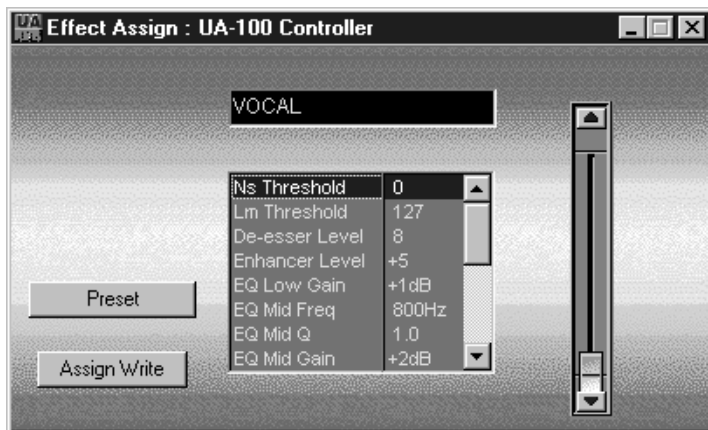 UA
Effect Assign : UA-100 Controller
VOCAL
Ns Threshold 0
Lm Threshold 127
De-esser Level 8
Enhancer Level +5
EQ Low Gain +1dB
EQ Mid Freq 800Hz
EQ Mid Q 1.0
EQ Mid Gain +2dB
Preset
Assign Write